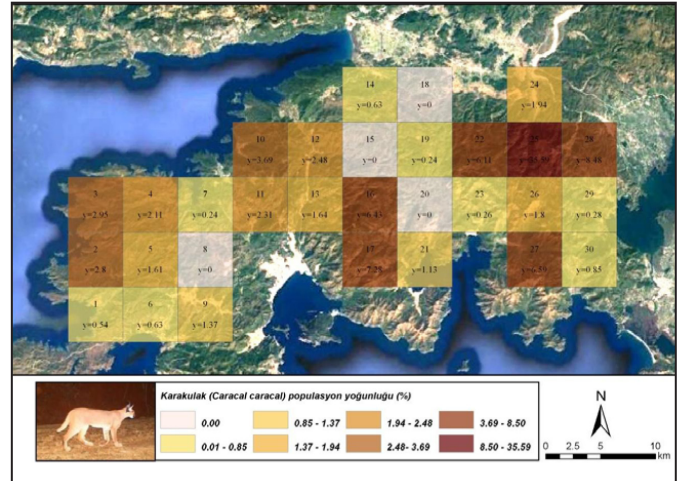 14 18 24
y=0.63 y=0 y=1.94
10 12 15 19 22 28
y=3.69 y=2.48 y=0 y=0.24 y=6.11 y=8.48
3 4 7 11 13 16 20 23 26 29
y=2.95 y=2.11 y=0.24 y=2.31 y=1.64 y=6.43 y=0 y=0.26 y=1.8 y=0.28
2 5 8 17 21 27 30
y=2.8 y=1.61 y=0 y=1.13 y=0.85
1 6 9
y=0.54 y=0.63 y=1.37
Karakulak (Caracal caracal) populasyon yoğunluğu (%)
0.00 0.85 - 1.37 1.94 - 2.48 3.69 - 8.50
0.01 - 0.85 1.37 - 1.94 2.48- 3.69 8.50 - 35.59
N
0 2.5 5 10
km